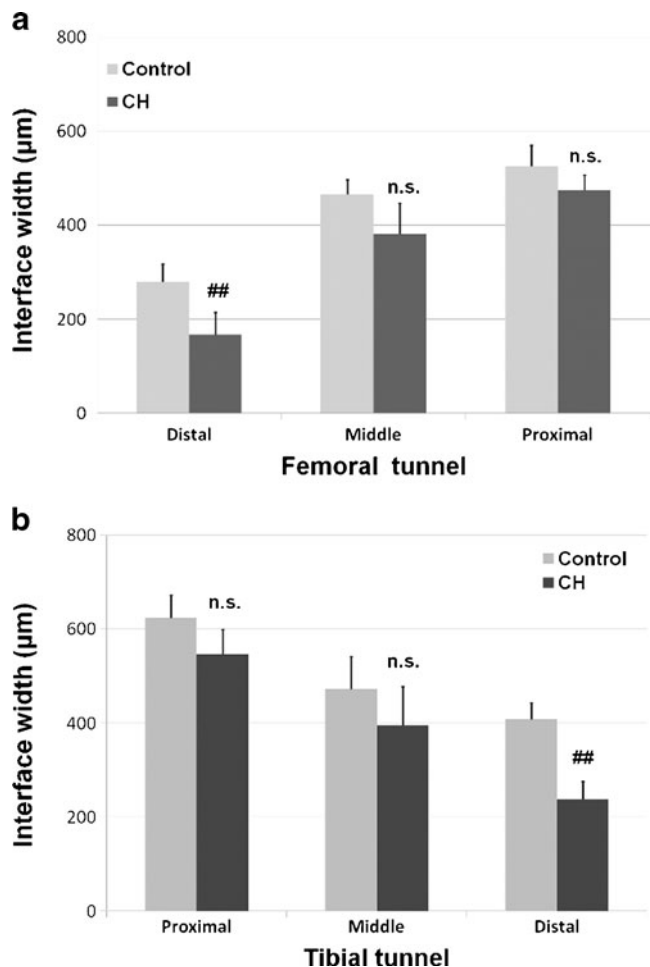 a
800
Control
CH
600
n.s.
n.s.
400
##
200
0
Interface width (µm)
Distal Middle Proximal
Femoral tunnel
b
800
Control
CH
n.s.
600
n.s.
400
##
200
0
Interface width (µm)
Proximal Middle Distal
Tibial tunnel